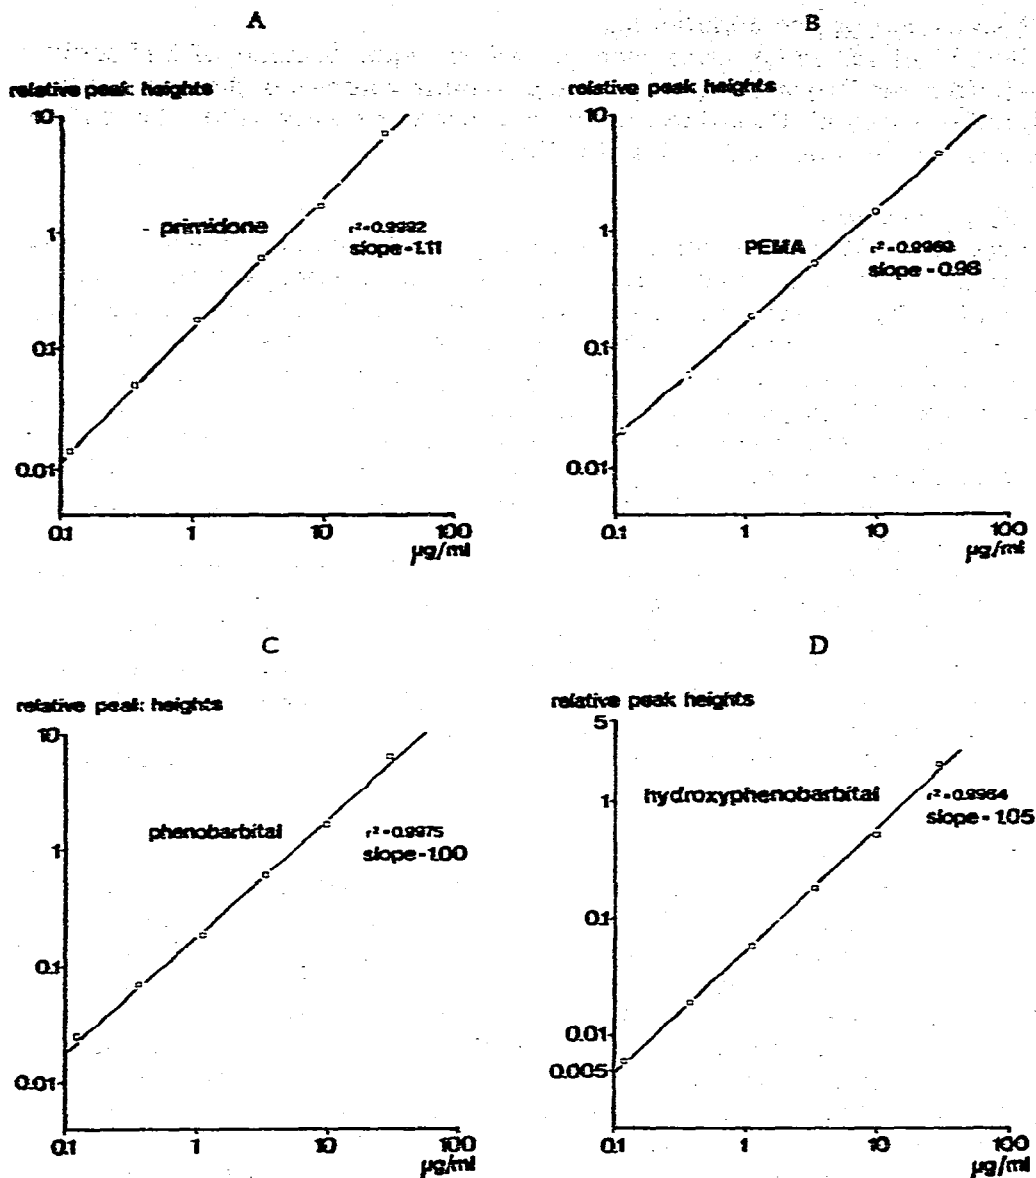 A
relative peak heights
10
primidone
r²=0.9992
slope=1.11
1
0.1
0.01
0.1 1 10 100
µg/ml
B
relative peak heights
10
1
PEMA
r²=0.9969
slope=0.98
0.1
0.01
0.1 1 10 100
µg/ml
C
relative peak heights
10
phenobarbital
r²=0.9975
slope=1.00
1
0.1
0.01
0.1 1 10 100
µg/ml
D
relative peak heights
5
hydroxyphenobarbital
r²=0.9964
slope=1.05
1
0.1
0.01
0.005
0.1 1 10 100
µg/ml